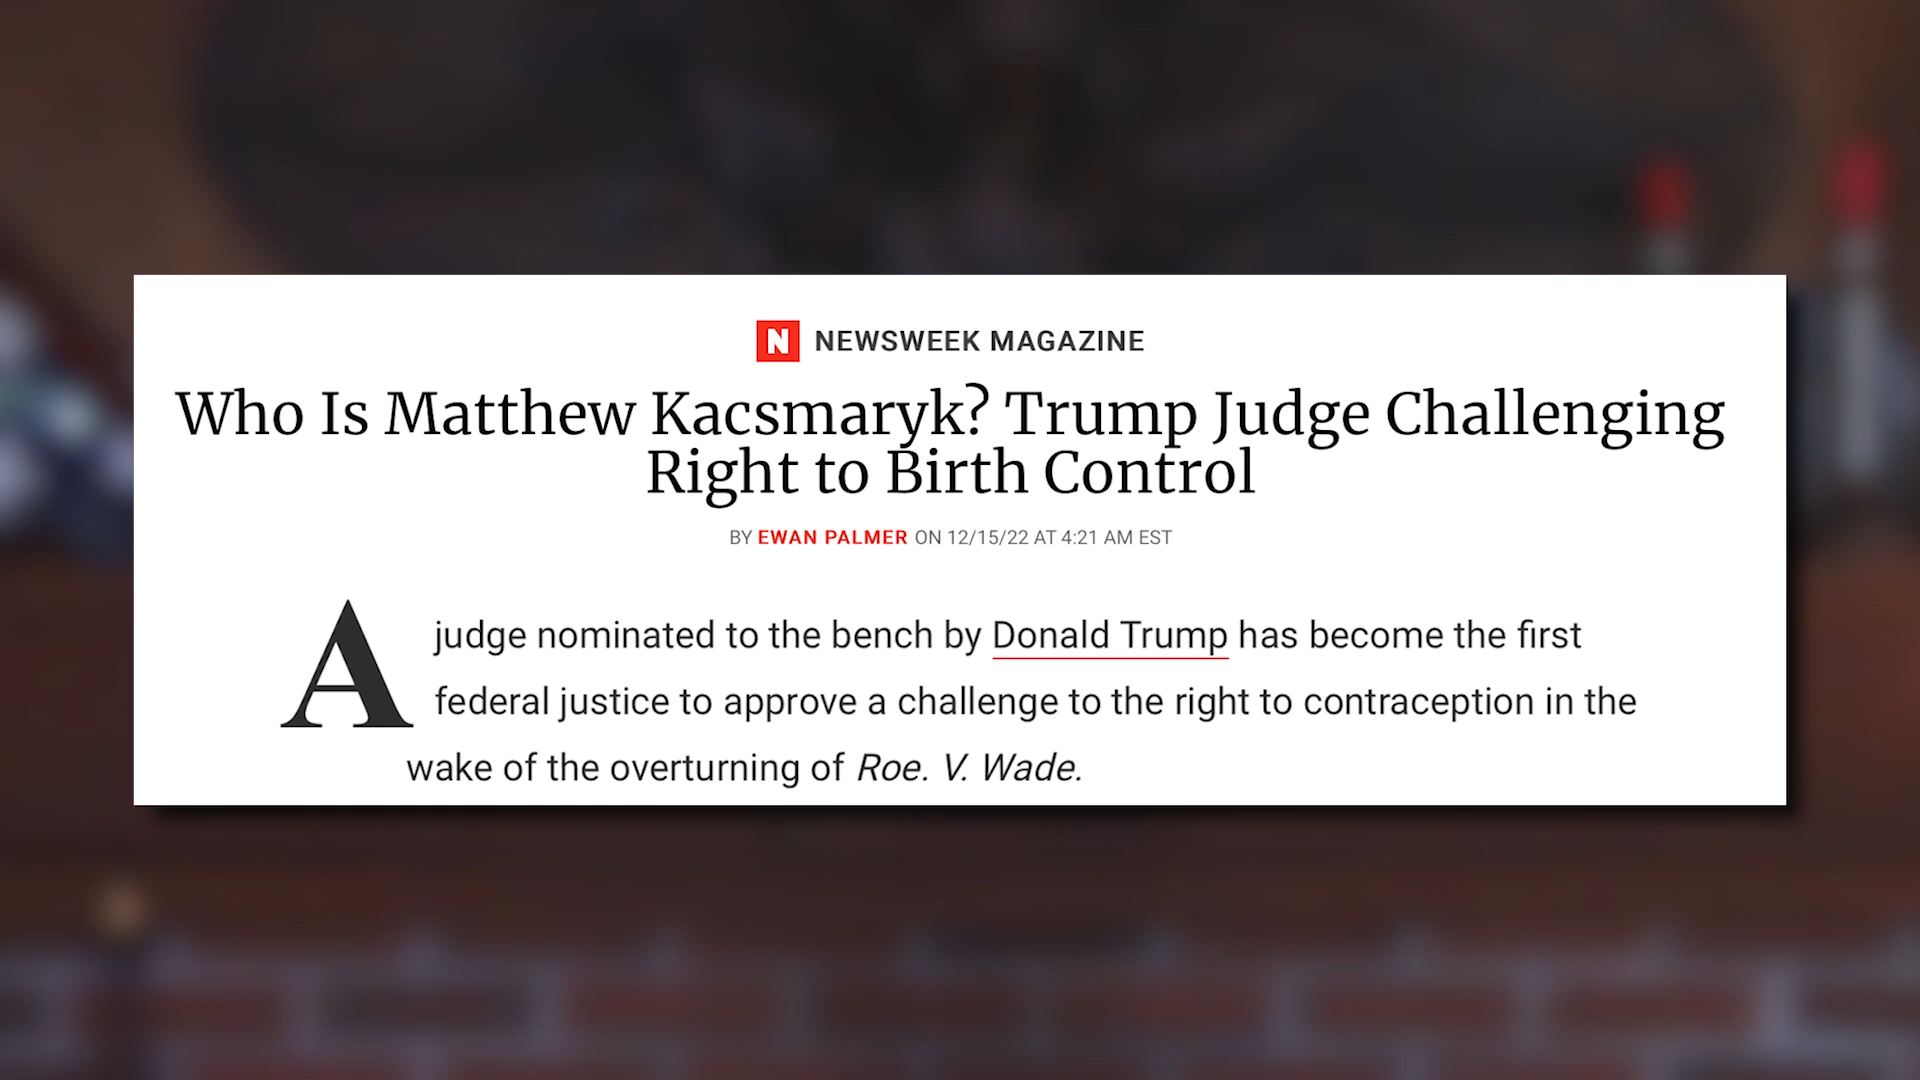 N NEWSWEEK MAGAZINE
Who Is Matthew Kacsmaryk? Trump Judge Challenging
Right to Birth Control
BY EWAN PALMER ON 12/15/22 AT 4:21 AM EST
A judge nominated to the bench by Donald Trump has become the first
federal justice to approve a challenge to the right to contraception in the
wake of the overturning of Roe. V. Wade.